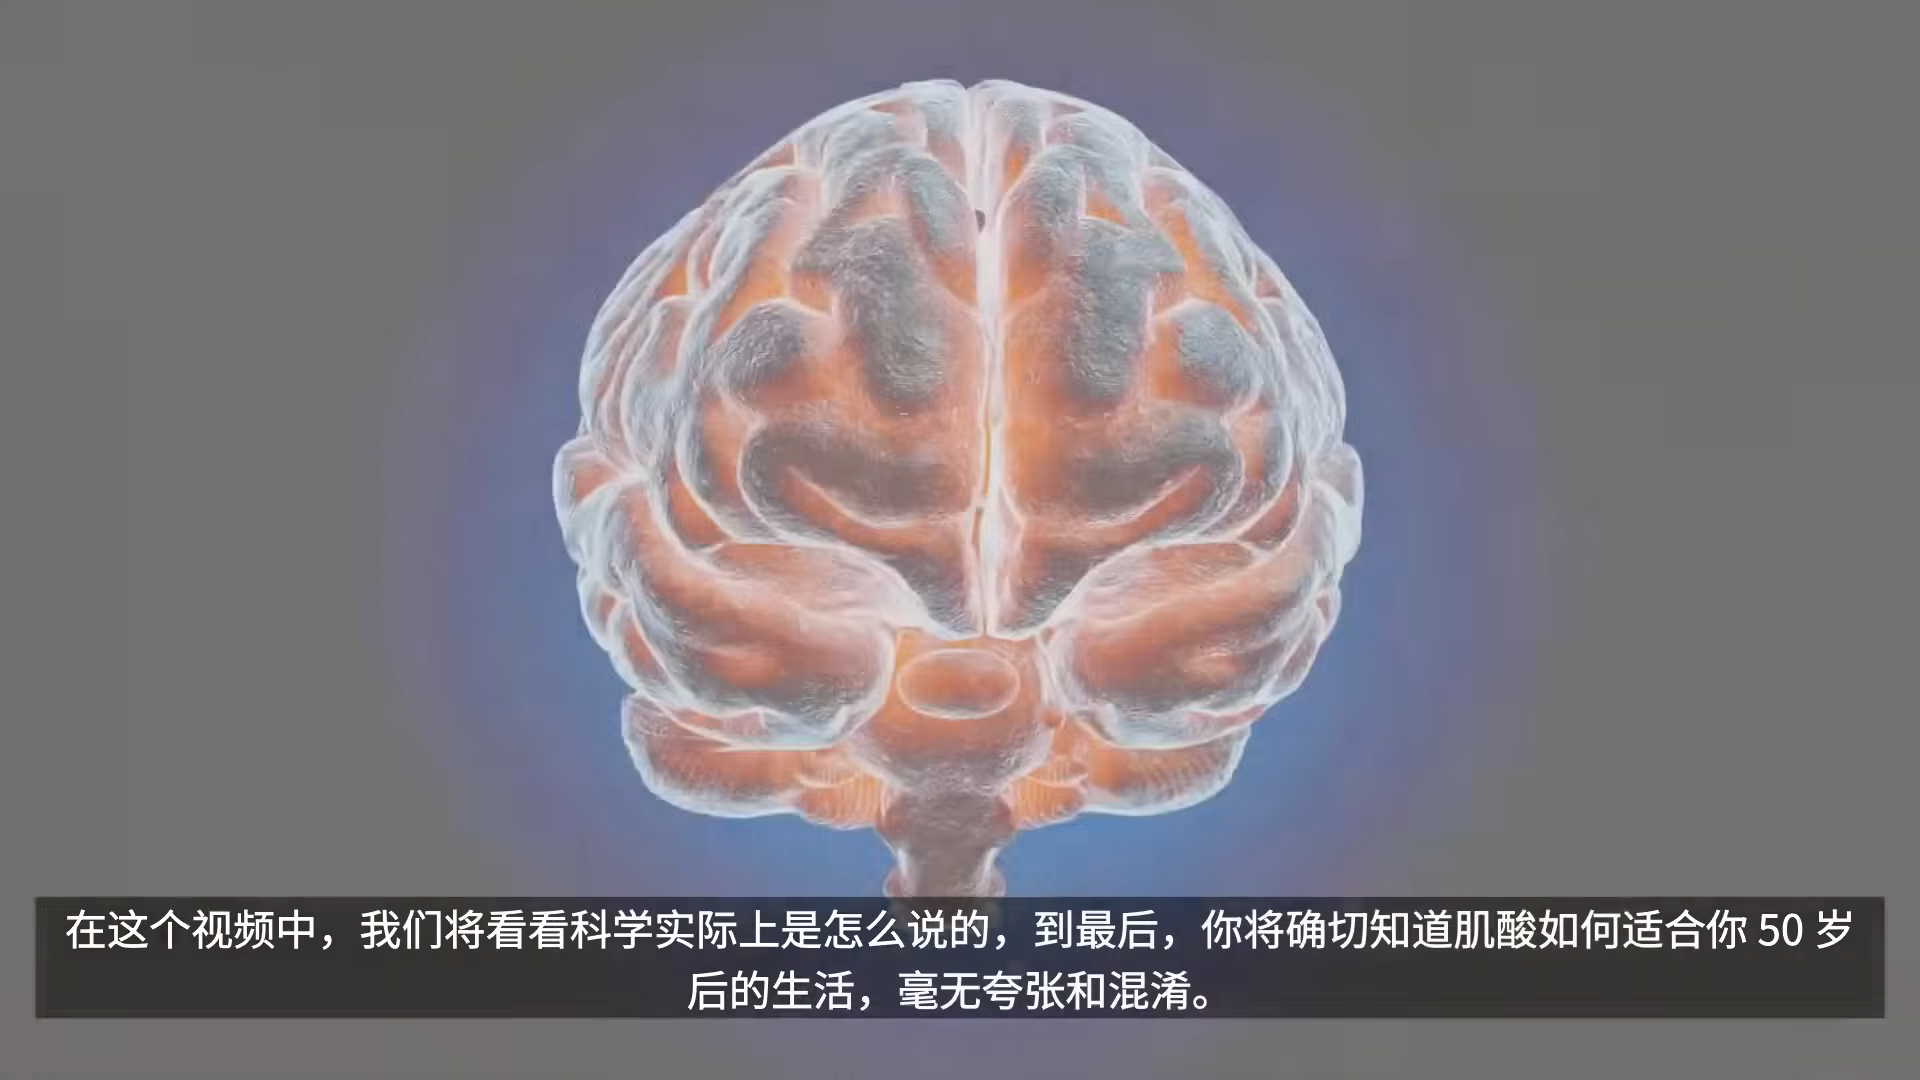 在这个视频中，我们将看看科学实际上是怎么说的，到最后，你将确切知道肌酸如何适合你 50 岁
后的生活，毫无夸张和混淆。